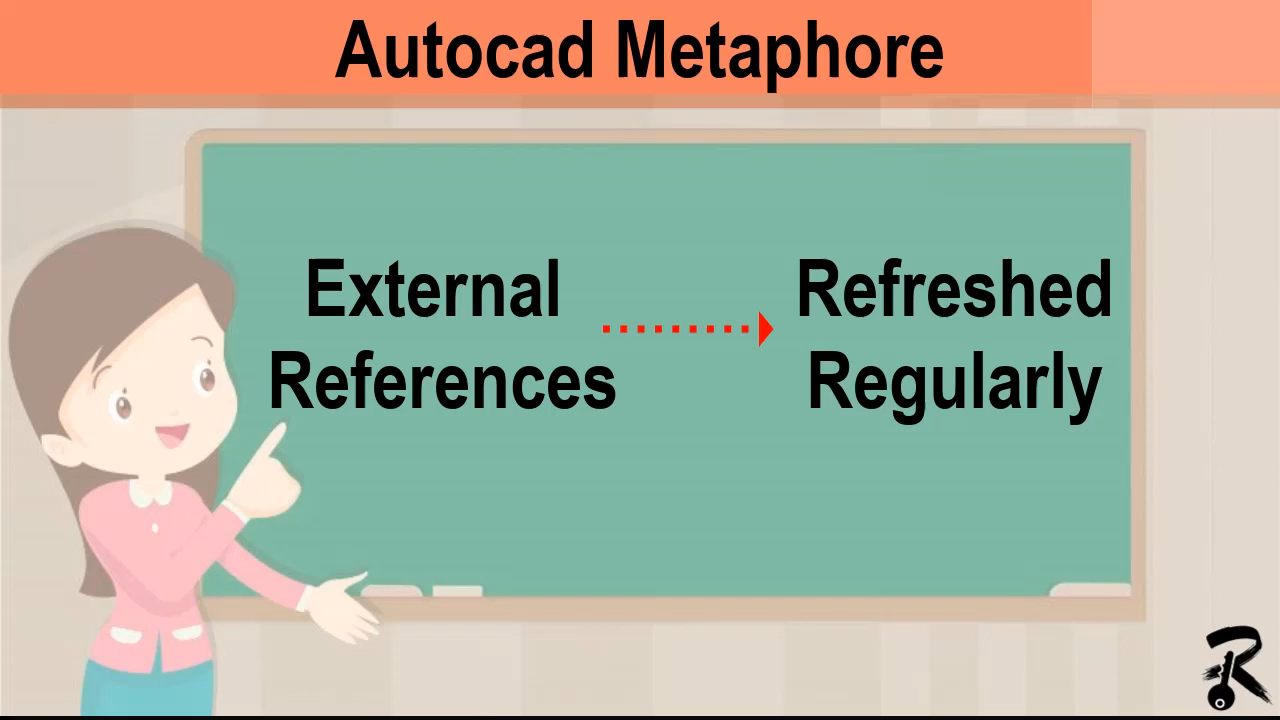 Autocad Metaphore
External
References
Refreshed
Regularly